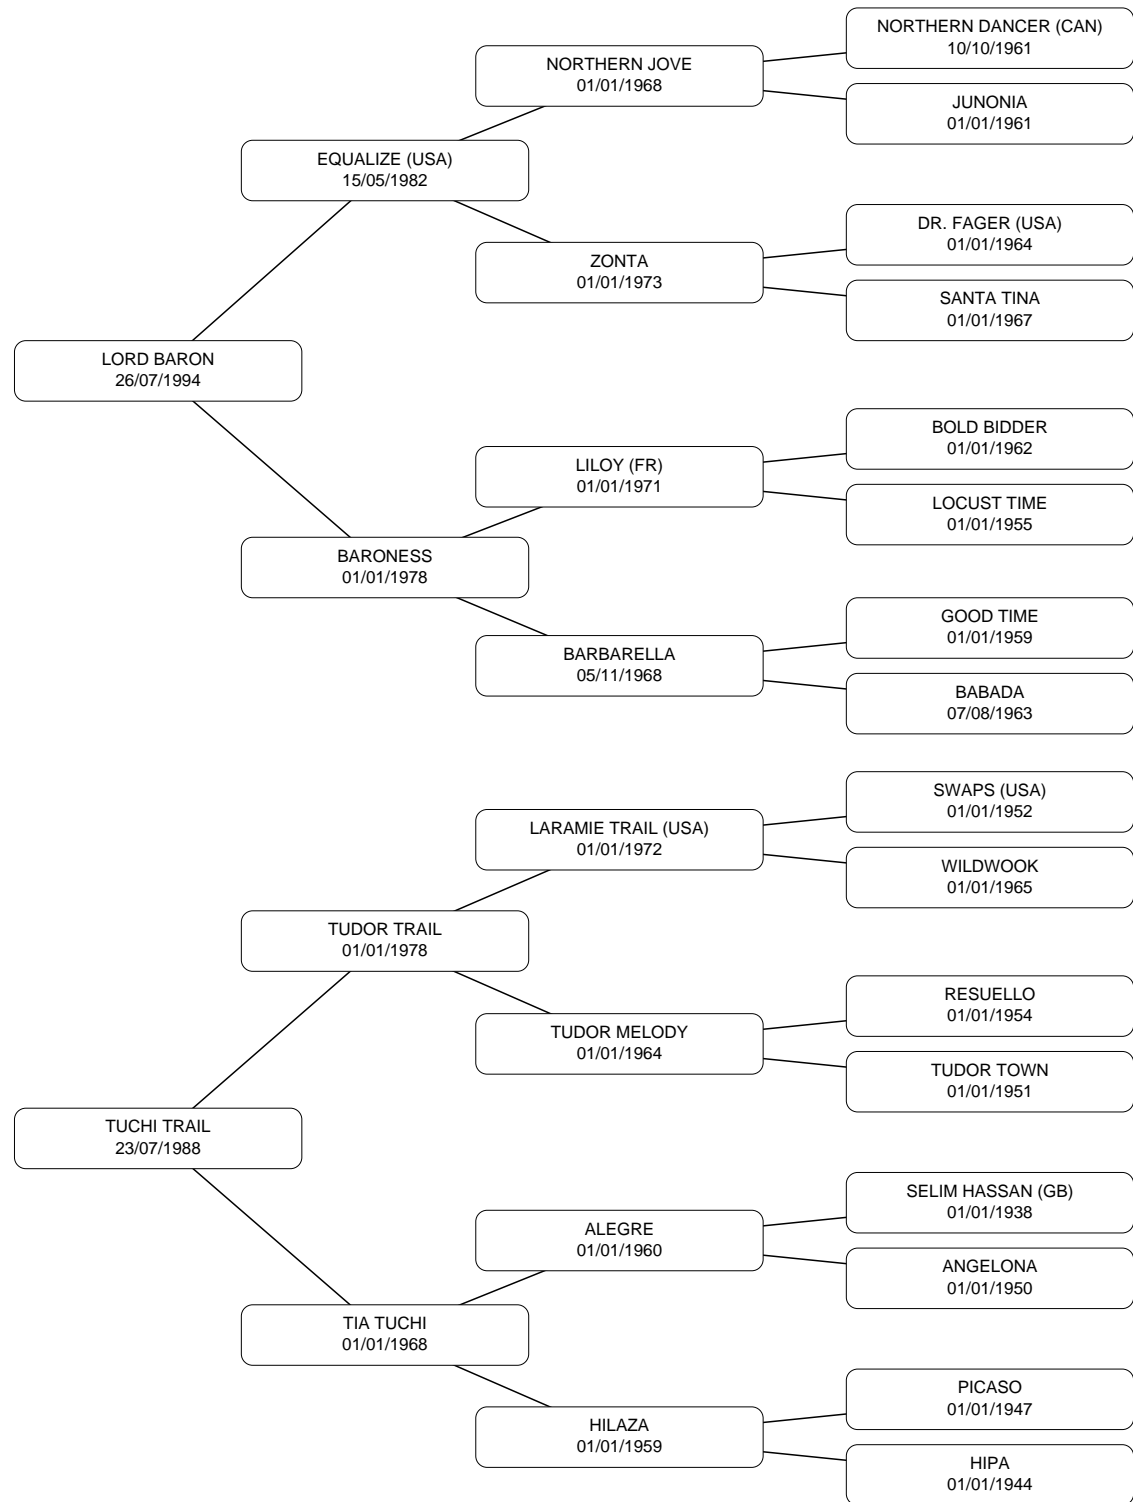 NORTHERN DANCER (CAN)
10/10/1961
NORTHERN JOVE
01/01/1968
JUNONIA
01/01/1961
EQUALIZE (USA)
15/05/1982
DR. FAGER (USA)
01/01/1964
ZONTA
01/01/1973
SANTA TINA
01/01/1967
LORD BARON
26/07/1994
BOLD BIDDER
01/01/1962
LILOY (FR)
01/01/1971
LOCUST TIME
01/01/1955
BARONESS
01/01/1978
GOOD TIME
01/01/1959
BARBARELLA
05/11/1968
BABADA
07/08/1963
SWAPS (USA)
01/01/1952
LARAMIE TRAIL (USA)
01/01/1972
WILDWOOK
01/01/1965
TUDOR TRAIL
01/01/1978
RESUELLO
01/01/1954
TUDOR MELODY
01/01/1964
TUDOR TOWN
01/01/1951
TUCHI TRAIL
23/07/1988
SELIM HASSAN (GB)
01/01/1938
ALEGRE
01/01/1960
ANGELONA
01/01/1950
TIA TUCHI
01/01/1968
PICASO
01/01/1947
HILAZA
01/01/1959
HIPA
01/01/1944